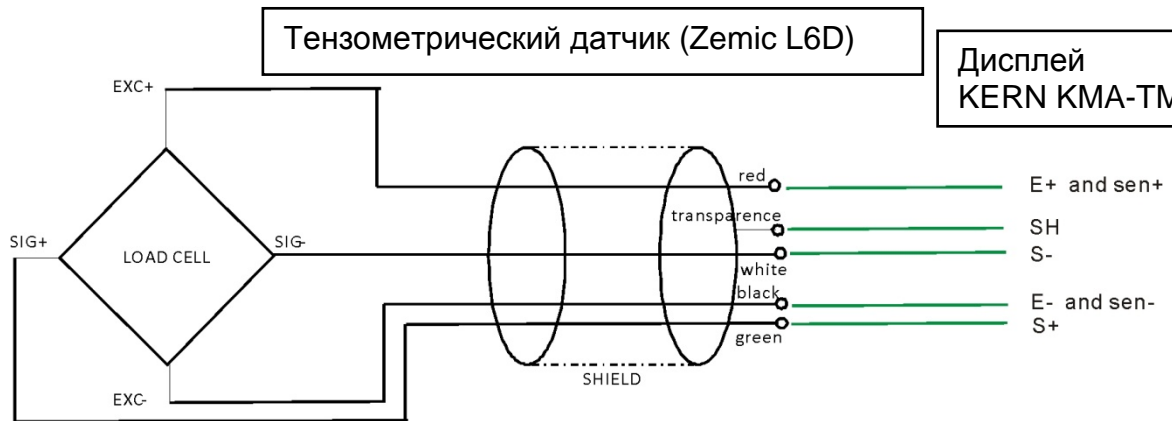 Тензометрический датчик (Zemic L6D)
Дисплей
KERN KMA-TM
EXC+
red
E+ and sen+
transparence
SH
SIG+
LOAD CELL
SIG-
S-
white
black
E- and sen-
S+
green
SHIELD
EXC-